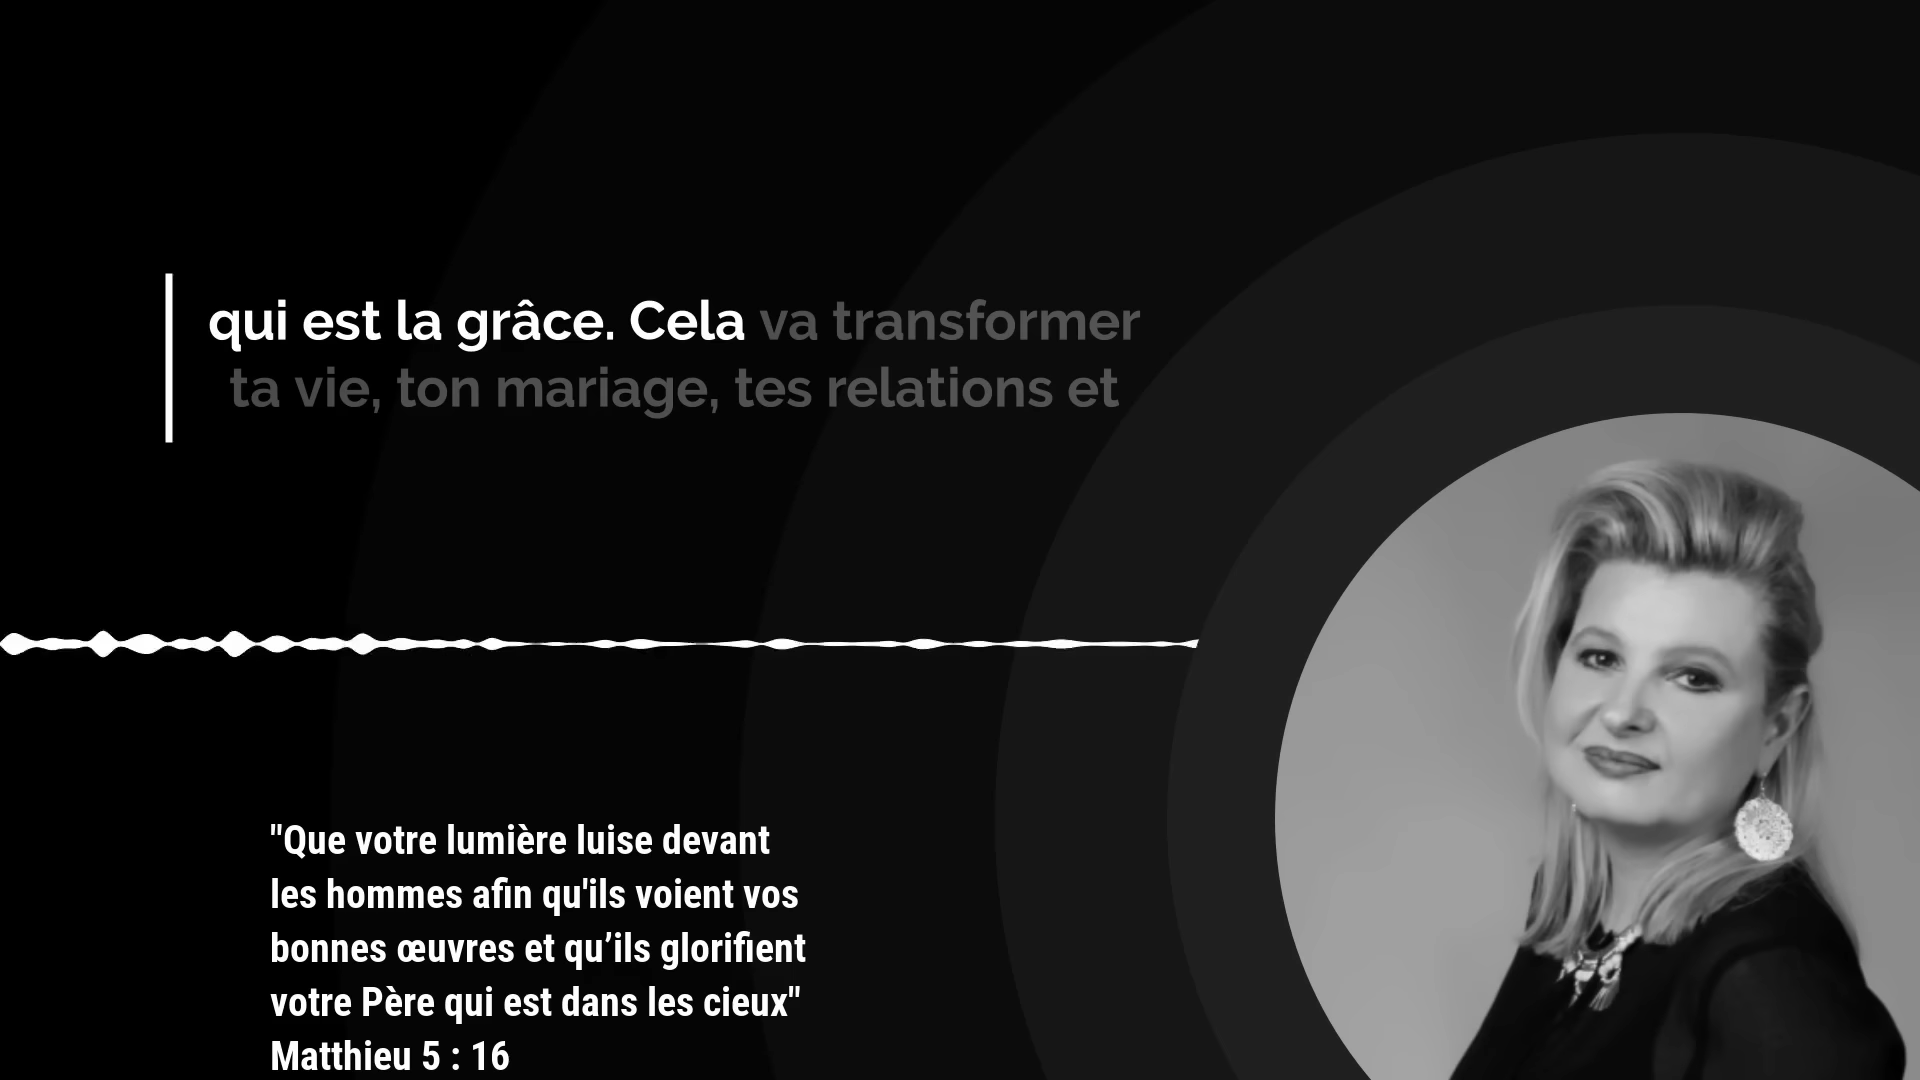 qui est la grâce. Cela va transformer
ta vie, ton mariage, tes relations et
"Que votre lumière luise devant
les hommes afin qu'ils voient vos
bonnes œuvres et qu’ils glorifient
votre Père qui est dans les cieux"
Matthieu 5 : 16